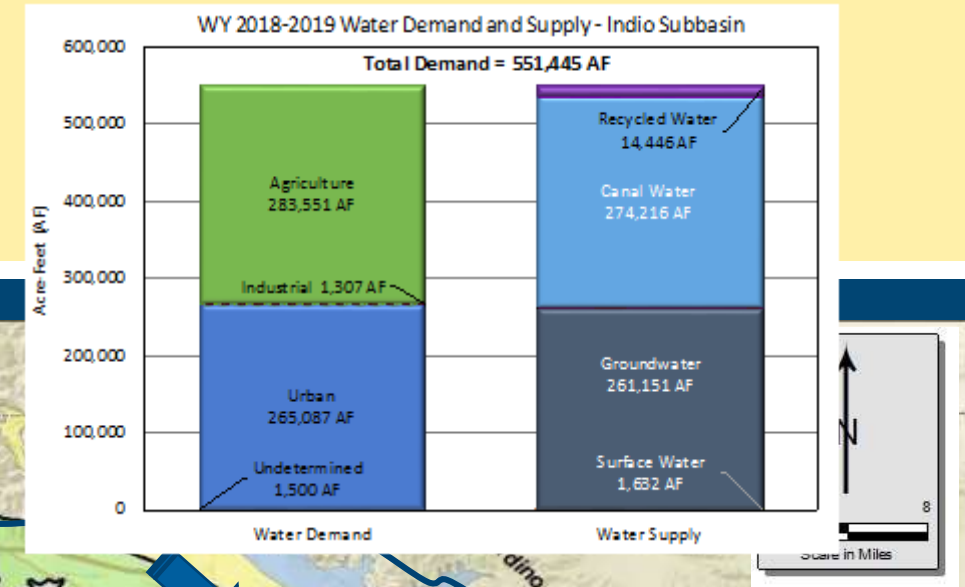 WY 2018-2019 Water Demand and Supply - Indio Subbasin
Total Demand = 551,445 AF
Acre-Feet (AF)
600,000
500,000
400,000
300,000
200,000
100,000
0
Agriculture
283,551 AF
Industrial 1,307 AF
Urban
265,087 AF
Undetermined
1,500 AF
Recycled Water
14,446 AF
Canal Water
274,216 AF
Groundwater
261,151 AF
Surface Water
1,632 AF
Water Demand
Water Supply
N
8
Scale in Miles
dino